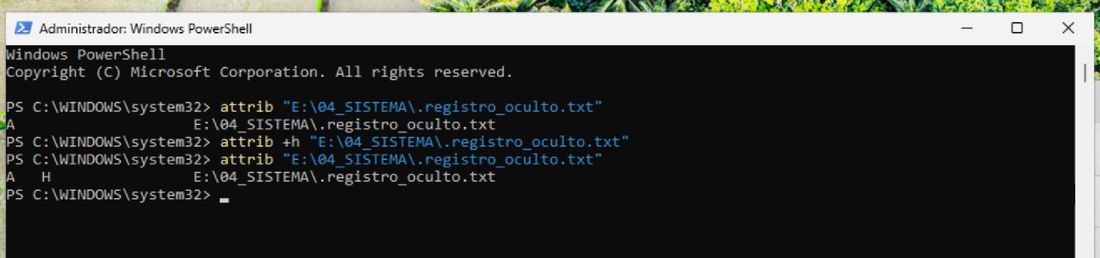 Administrador: Windows PowerShell
Windows PowerShell
Copyright (C) Microsoft Corporation. All rights reserved.
PS C:\WINDOWS\system32> attrib "E:\04_SISTEMA\.registro_oculto.txt"
A                    E:\04_SISTEMA\.registro_oculto.txt
PS C:\WINDOWS\system32> attrib +h "E:\04_SISTEMA\.registro_oculto.txt"
PS C:\WINDOWS\system32> attrib "E:\04_SISTEMA\.registro_oculto.txt"
A   H                E:\04_SISTEMA\.registro_oculto.txt
PS C:\WINDOWS\system32>